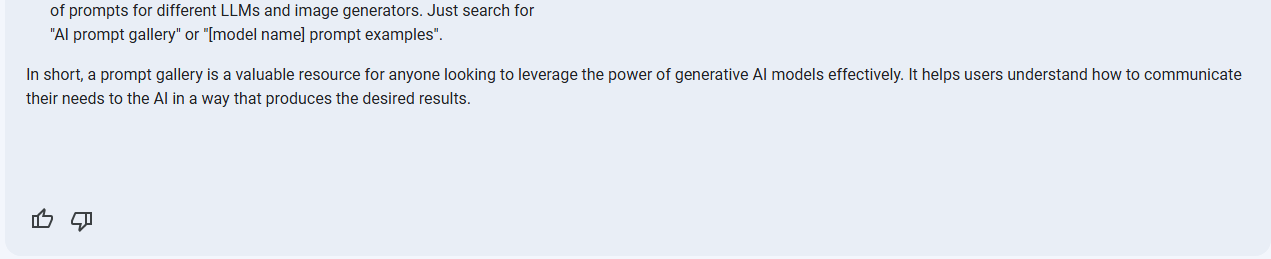 of prompts for different LLMs and image generators. Just search for
"AI prompt gallery" or "[model name] prompt examples".
In short, a prompt gallery is a valuable resource for anyone looking to leverage the power of generative AI models effectively. It helps users understand how to communicate
their needs to the AI in a way that produces the desired results.